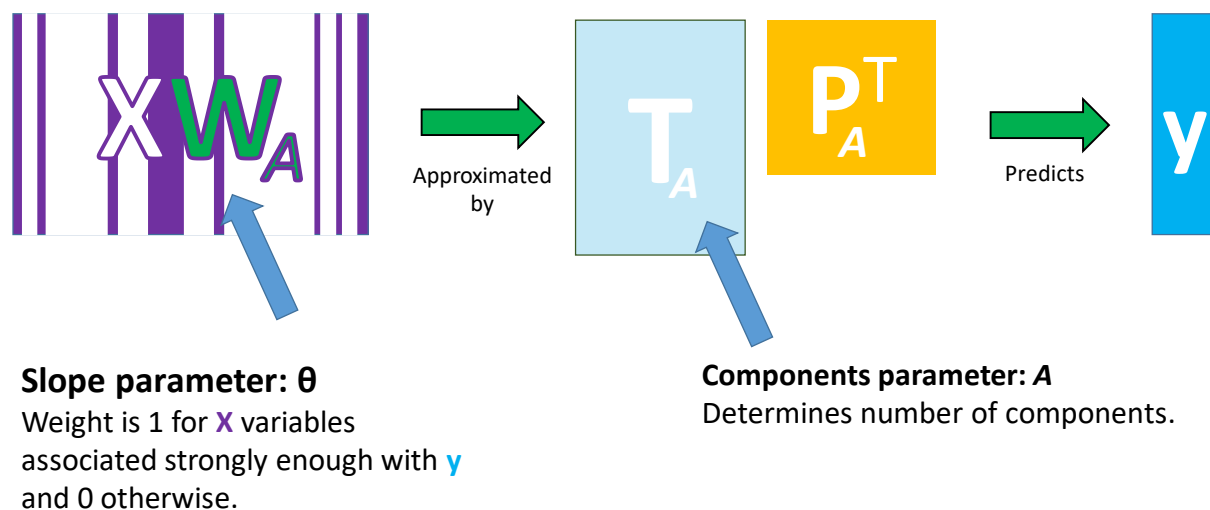 XW_A
Approximated
by
T_A
P_A^T
Predicts
y
Slope parameter: θ
Weight is 1 for X variables
associated strongly enough with y
and 0 otherwise.
Components parameter: A
Determines number of components.